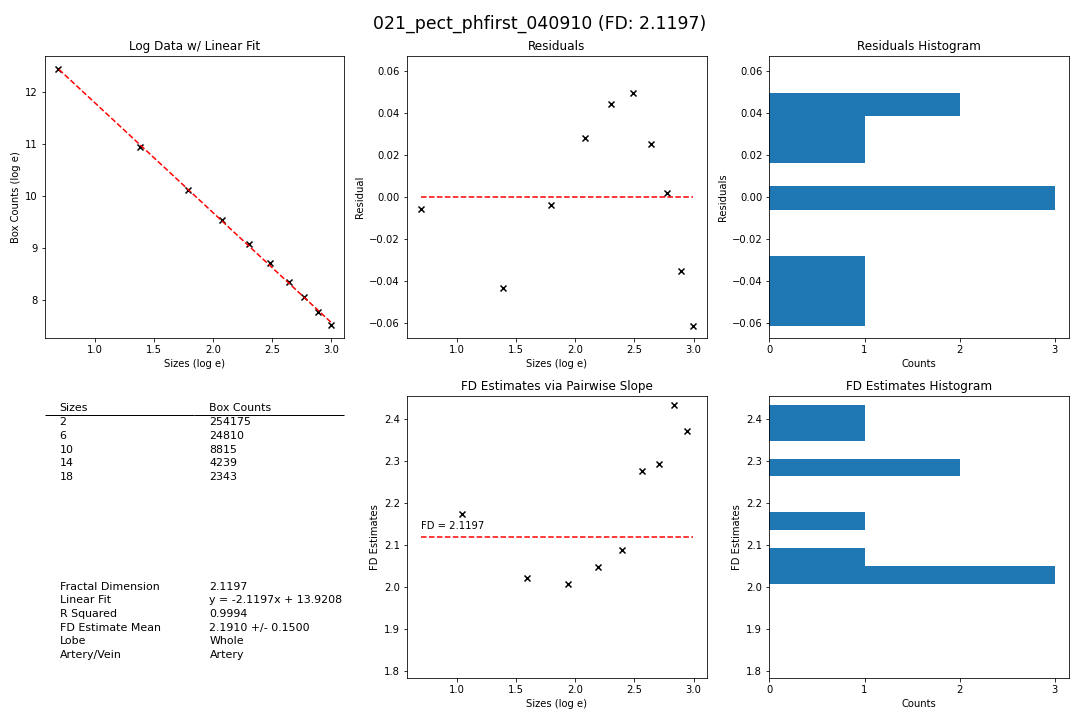 021_pect_phfirst_040910 (FD: 2.1197)
Log Data w/ Linear Fit
Box Counts (log e)
12
11
10
9
8
1.0 1.5 2.0 2.5 3.0
Sizes (log e)
Residuals
Residual
0.06
0.04
0.02
0.00
−0.02
−0.04
−0.06
1.0 1.5 2.0 2.5 3.0
Sizes (log e)
Residuals Histogram
Residuals
0.06
0.04
0.02
0.00
−0.02
−0.04
−0.06
0 1 2 3
Counts
Sizes Box Counts
2 254175
6 24810
10 8815
14 4239
18 2343
Fractal Dimension 2.1197
Linear Fit y = -2.1197x + 13.9208
R Squared 0.9994
FD Estimate Mean 2.1910 +/- 0.1500
Lobe Whole
Artery/Vein Artery
FD Estimates via Pairwise Slope
FD Estimates
2.4
2.3
2.2
2.1
2.0
1.9
1.8
FD = 2.1197
1.0 1.5 2.0 2.5 3.0
Sizes (log e)
FD Estimates Histogram
FD Estimates
2.4
2.3
2.2
2.1
2.0
1.9
1.8
0 1 2 3
Counts